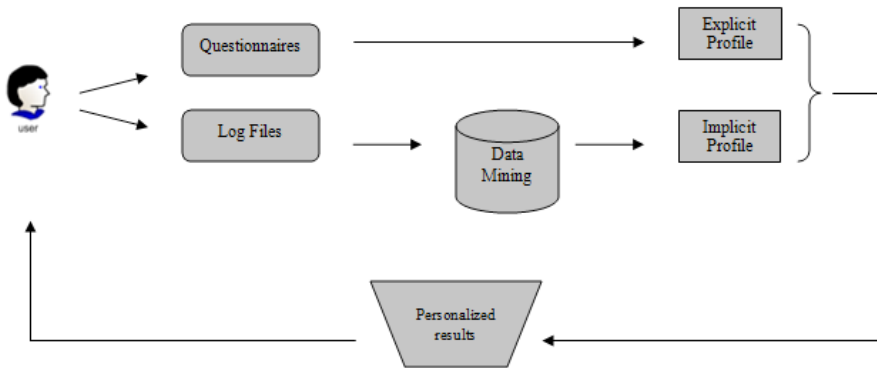 Questionnaires
Explicit
Profile
user
Log Files
Data
Mining
Implicit
Profile
Personalized
results